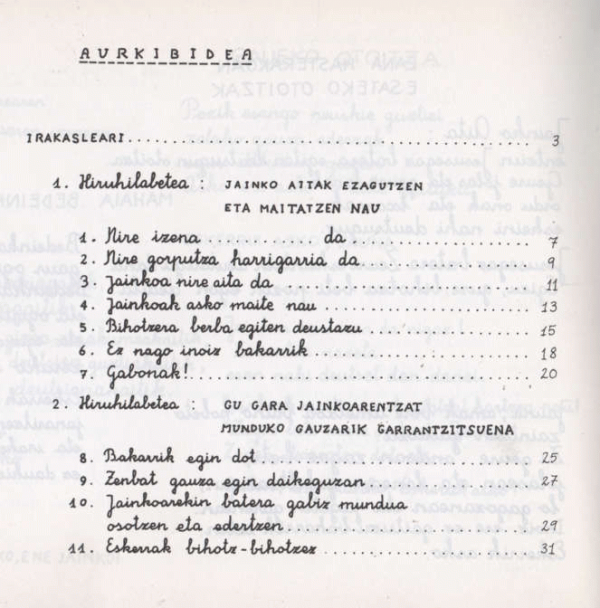 AURKIBIDEA
IRAKASLEARI.......................................................... 3
1. Hiruhilabetea : JAINKO AITAK EZAGUTZEN
ETA MAITATZEN NAU
1. Nire izena .................. da .......................... 7
2. Nire gorputza harrigarria da .......................... 9
3. Jainkoa nire aita da .................................. 11
4. Jainkoak asko maite nau .............................. 13
5. Bihotzera berba egiten deustazu ...................... 15
6. Ez nago inoiz bakarrik ............................... 18
7. Gabonak! ............................................. 20
2. Hiruhilabetea : GU GARA JAINKOARENTZAT
MUNDUKO GAUZARIK GARRANTZITSUENA
8. Bakarrik egin dot .................................... 25
9. Zenbat gauza egin daikeguzan ......................... 27
10. Jainkoarekin batera gabiz mundua
osotzen eta edertzen ................................. 29
11. Eskerrak bihotz-bihotzez ............................ 31